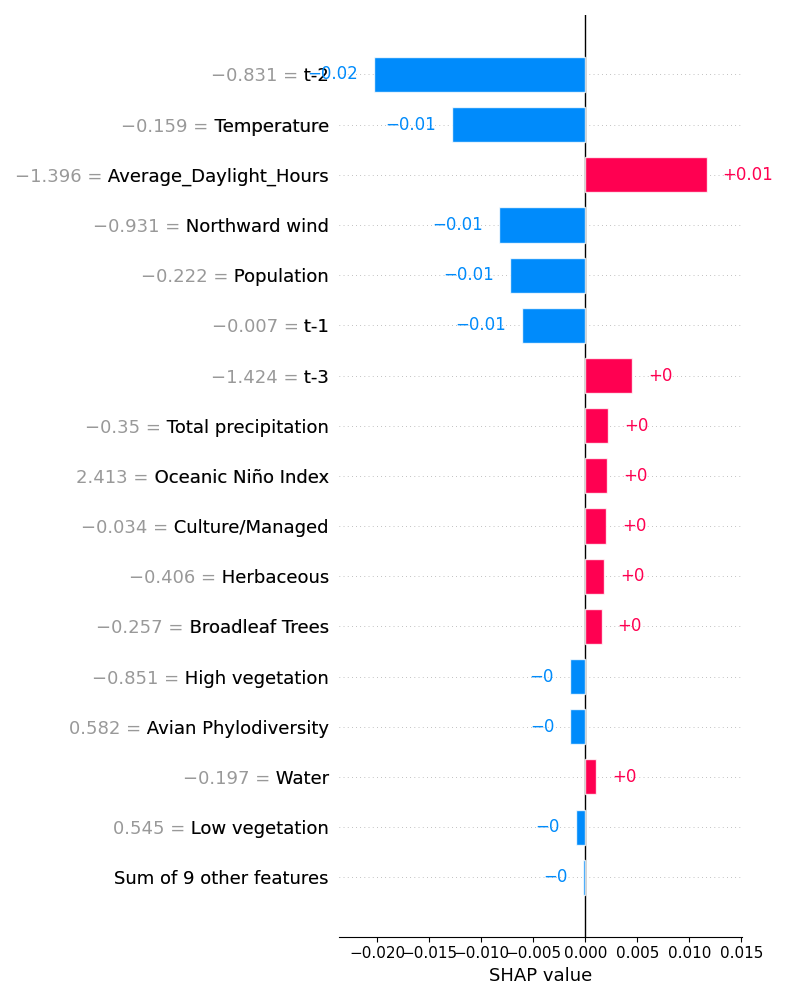 −0.831 = t-2 −0.02
−0.159 = Temperature −0.01
−1.396 = Average_Daylight_Hours +0.01
−0.931 = Northward wind −0.01
−0.222 = Population −0.01
−0.007 = t-1 −0.01
−1.424 = t-3 +0
−0.35 = Total precipitation +0
2.413 = Oceanic Niño Index +0
−0.034 = Culture/Managed +0
−0.406 = Herbaceous +0
−0.257 = Broadleaf Trees +0
−0.851 = High vegetation −0
0.582 = Avian Phylodiversity −0
−0.197 = Water +0
0.545 = Low vegetation −0
Sum of 9 other features −0
−0.020 −0.015 −0.010 −0.005 0.000 0.005 0.010 0.015
SHAP value